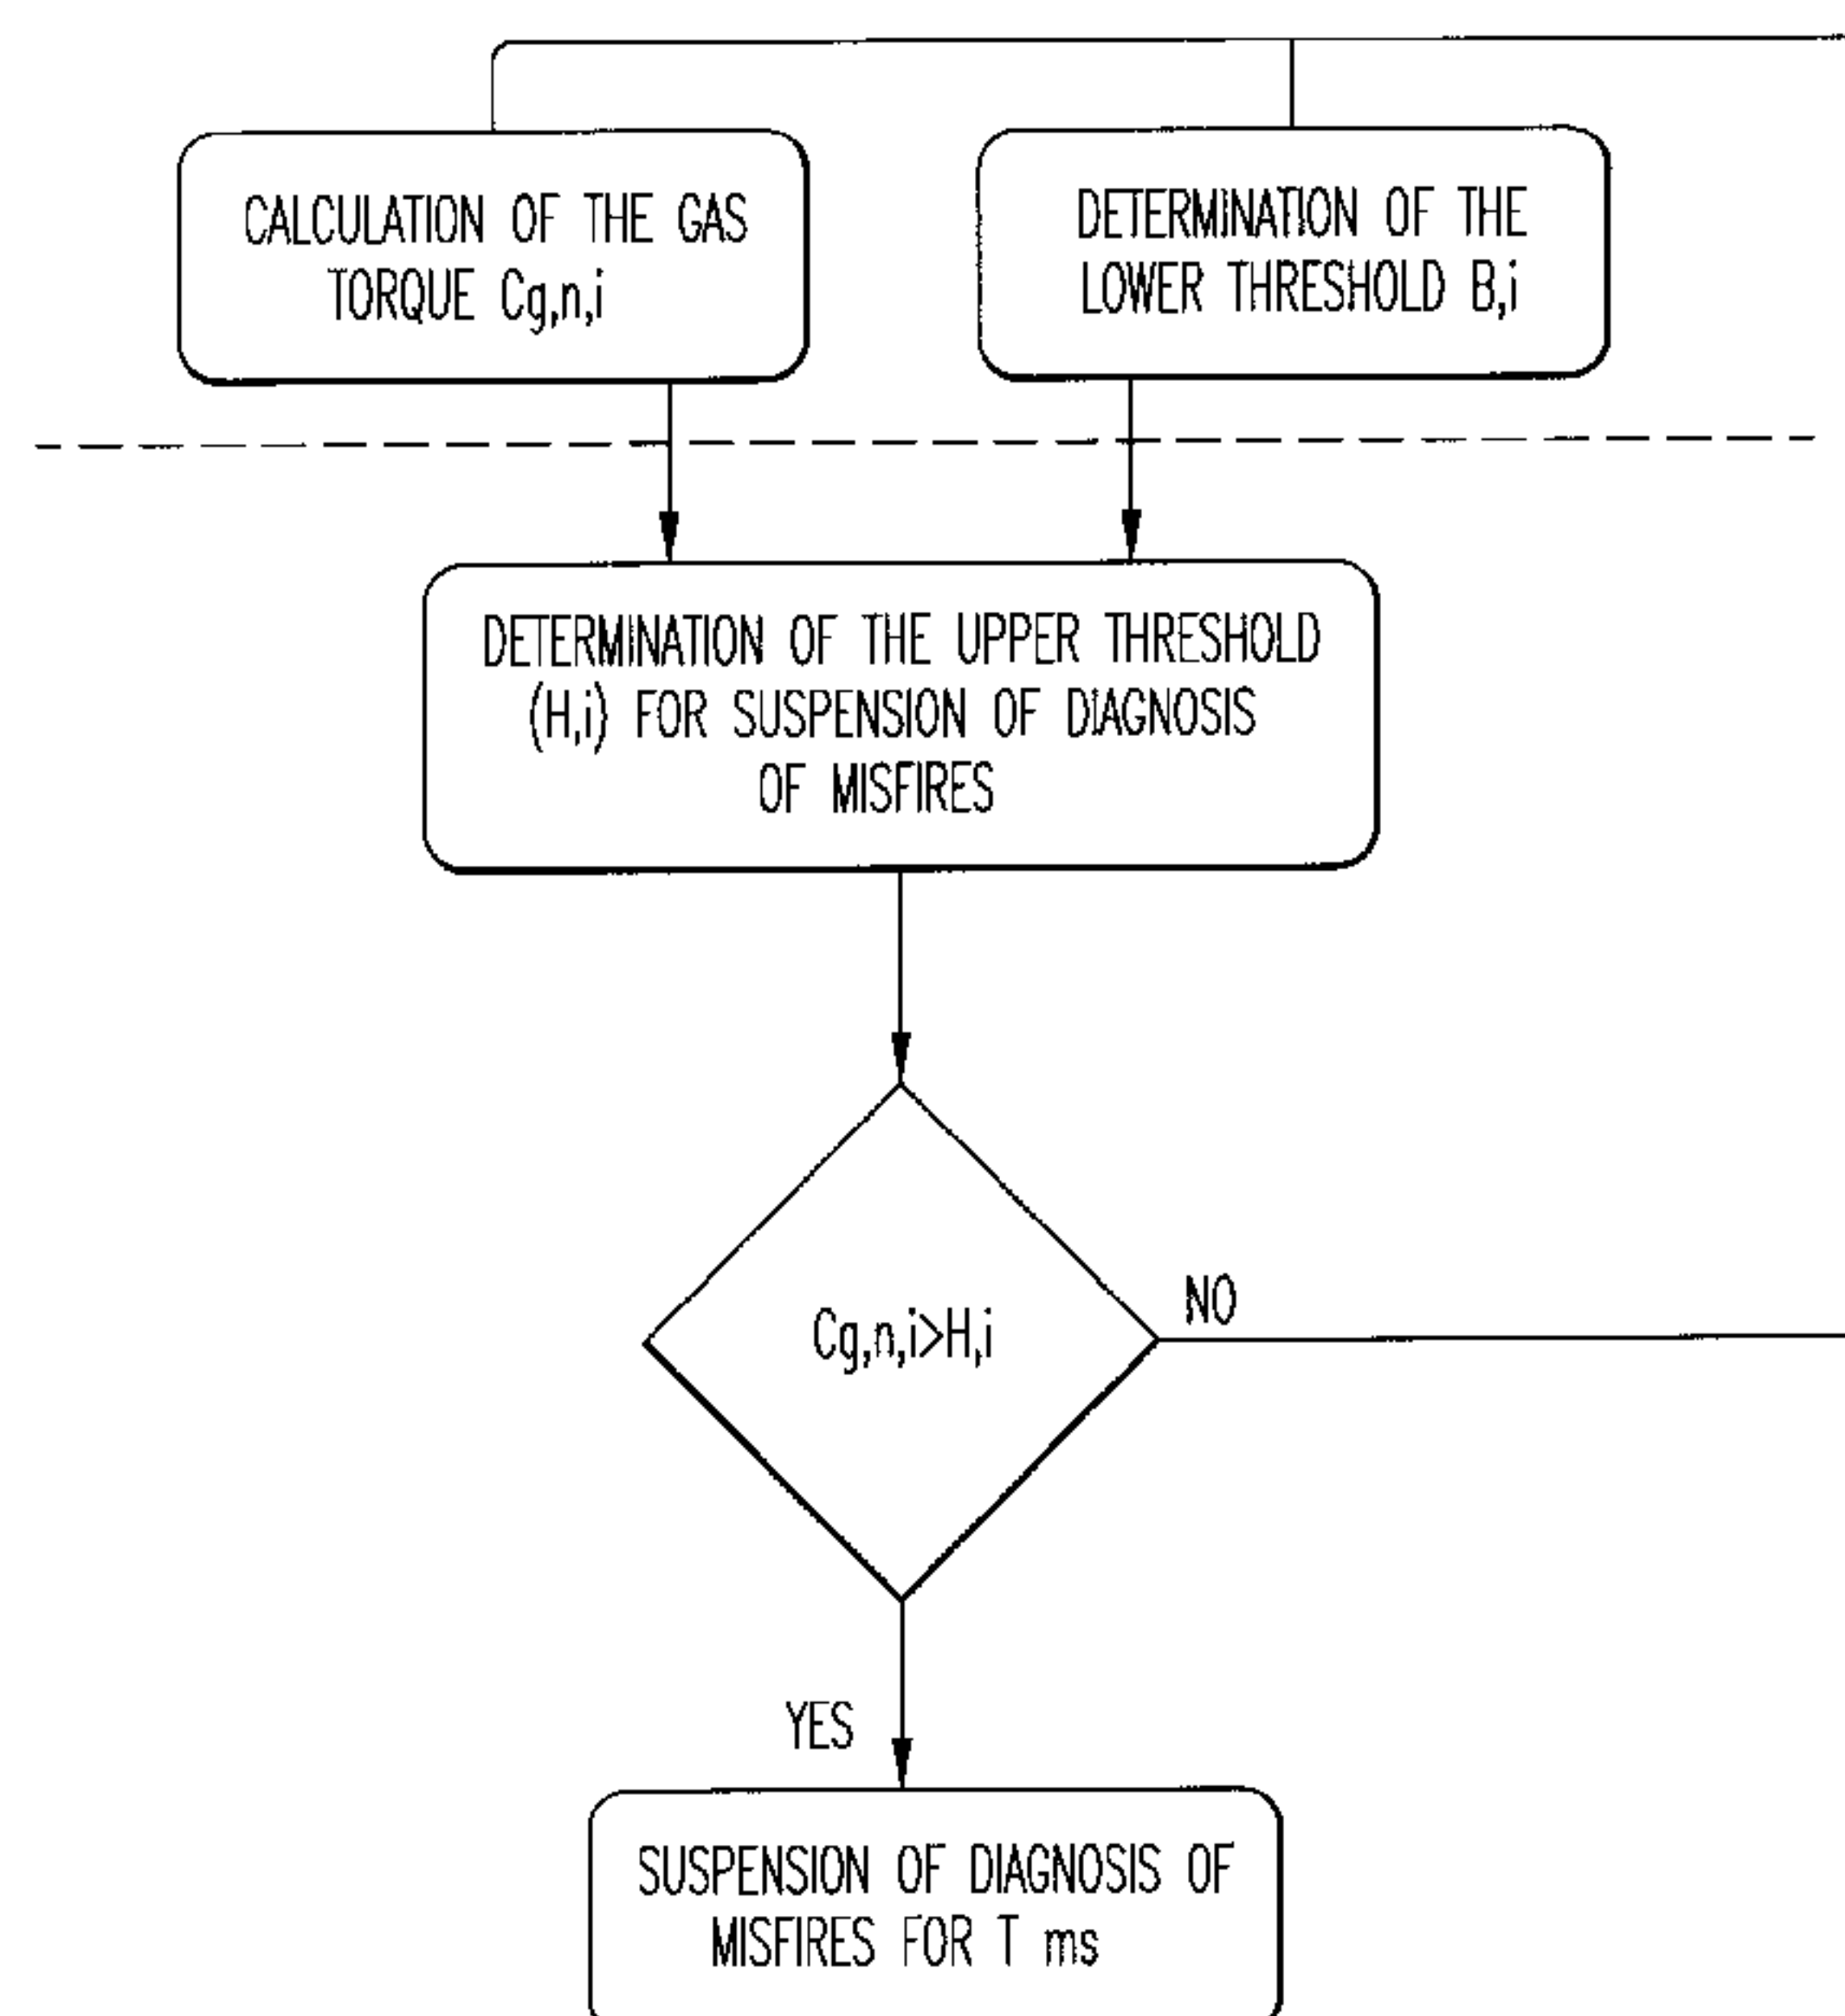 CALCULATION OF THE GAS
TORQUE Cg,n,i
DETERMINATION OF THE
LOWER THRESHOLD B,i
DETERMINATION OF THE UPPER THRESHOLD
(H,i) FOR SUSPENSION OF DIAGNOSIS
OF MISFIRES
Cg,n,i>H,i
NO
YES
SUSPENSION OF DIAGNOSIS OF
MISFIRES FOR T ms